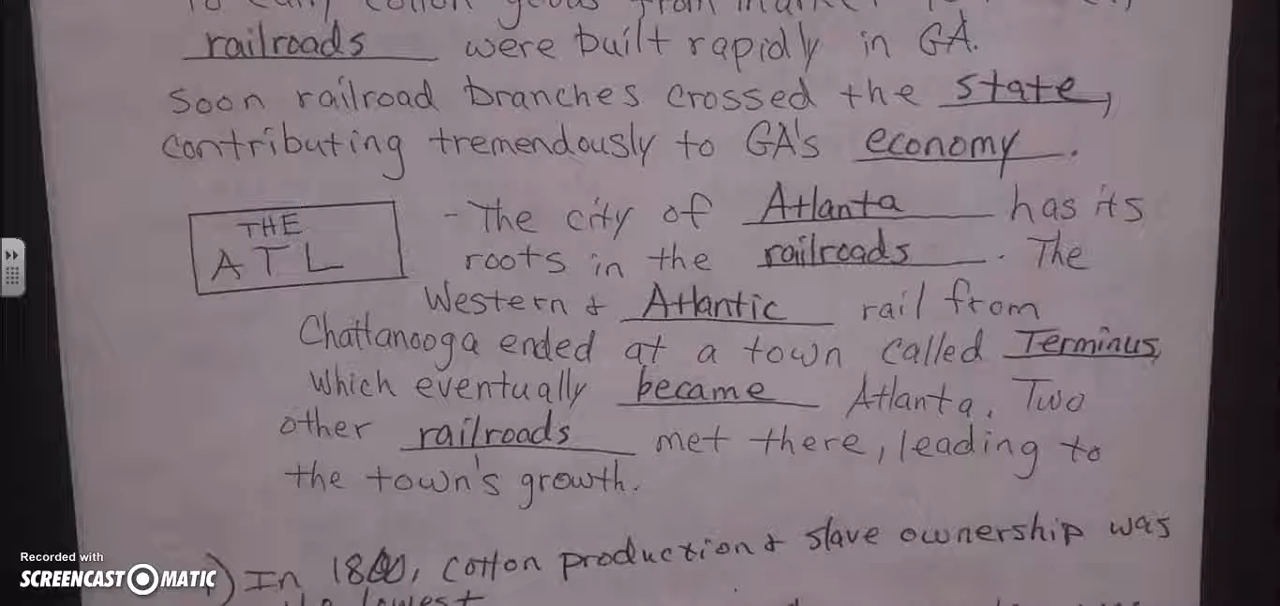 railroads were built rapidly in GA.
Soon railroad branches crossed the state,
contributing tremendously to GA's economy.
THE
ATL
- The city of Atlanta has its
roots in the railroads. The
Western & Atlantic rail from
Chattanooga ended at a town called Terminus,
which eventually became Atlanta. Two
other railroads met there, leading to
the town's growth.
) In 1860, cotton production & slave ownership was
lowest
Recorded with
SCREENCAST-O-MATIC